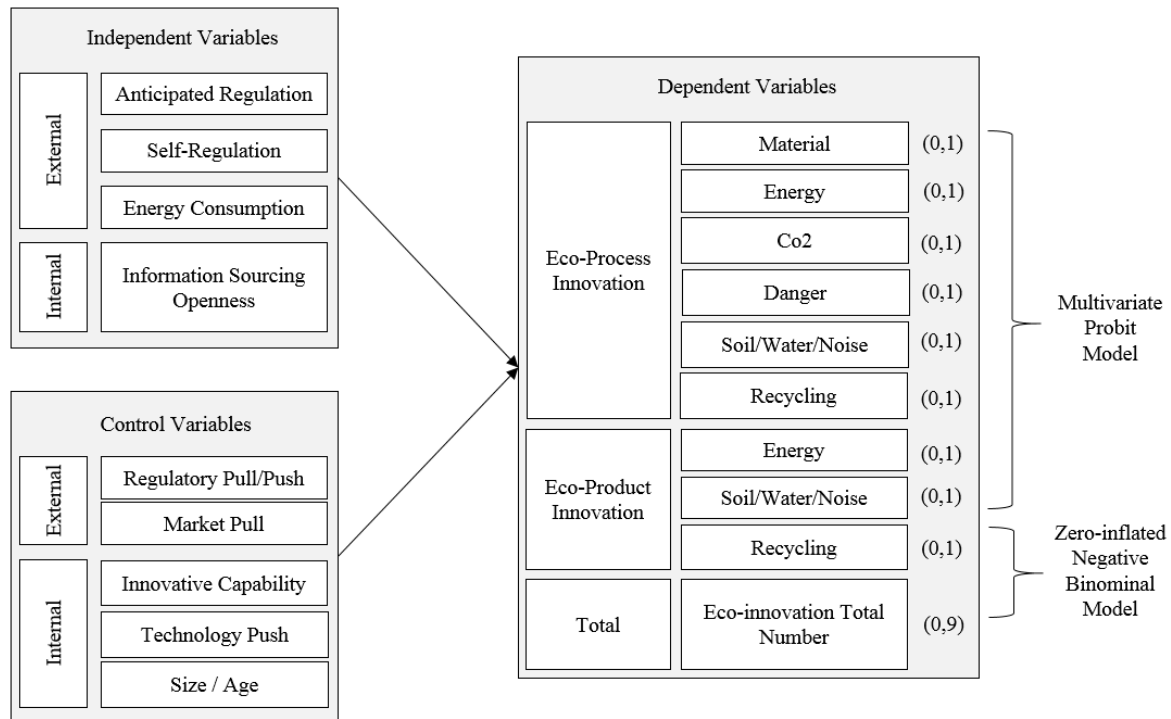 Independent Variables
External
Anticipated Regulation
Self-Regulation
Energy Consumption
Internal
Information Sourcing
Openness
Control Variables
External
Regulatory Pull/Push
Market Pull
Internal
Innovative Capability
Technology Push
Size / Age
Dependent Variables
Eco-Process
Innovation
Material
(0,1)
Energy
(0,1)
Co2
(0,1)
Danger
(0,1)
Soil/Water/Noise
(0,1)
Recycling
(0,1)
Eco-Product
Innovation
Energy
(0,1)
Soil/Water/Noise
(0,1)
Recycling
(0,1)
Total
Eco-innovation Total
Number
(0,9)
Multivariate
Probit
Model
Zero-inflated
Negative
Binominal
Model